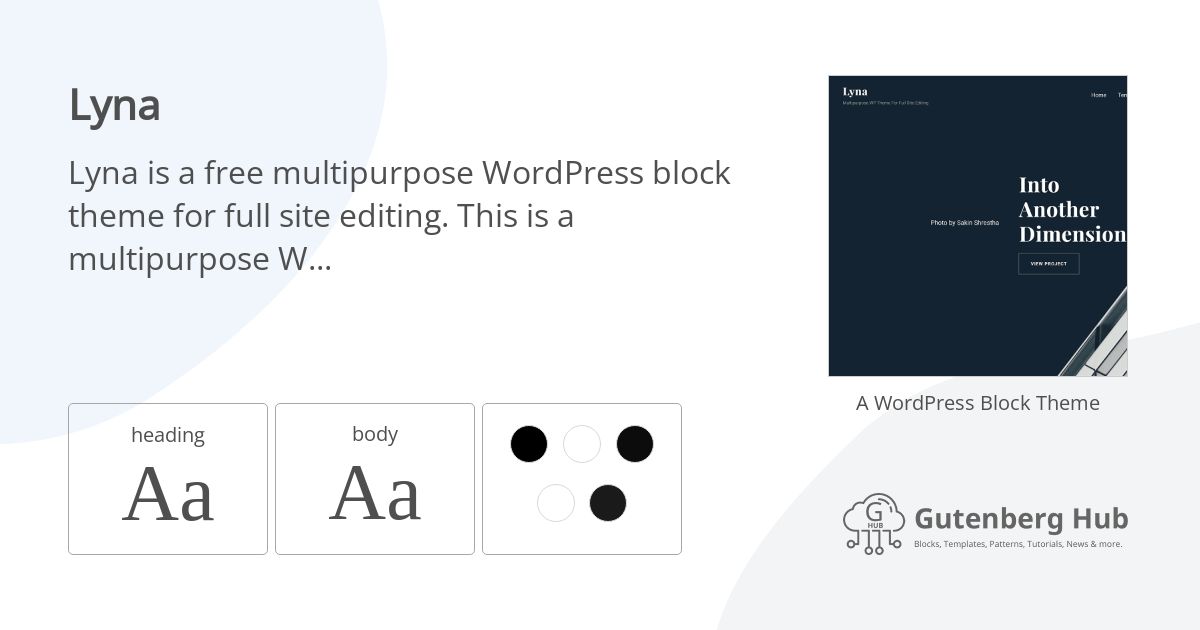 Lyna
Lyna is a free multipurpose WordPress block
theme for full site editing. This is a
multipurpose W...
heading
Aa
body
Aa
Lyna
Multipurpose WP Theme For Full Site Editing
Home Tem
Photo by Sakin Shrestha
Into
Another
Dimension
VIEW PROJECT
A WordPress Block Theme
G
HUB
Gutenberg Hub
Blocks, Templates, Patterns, Tutorials, News & more.